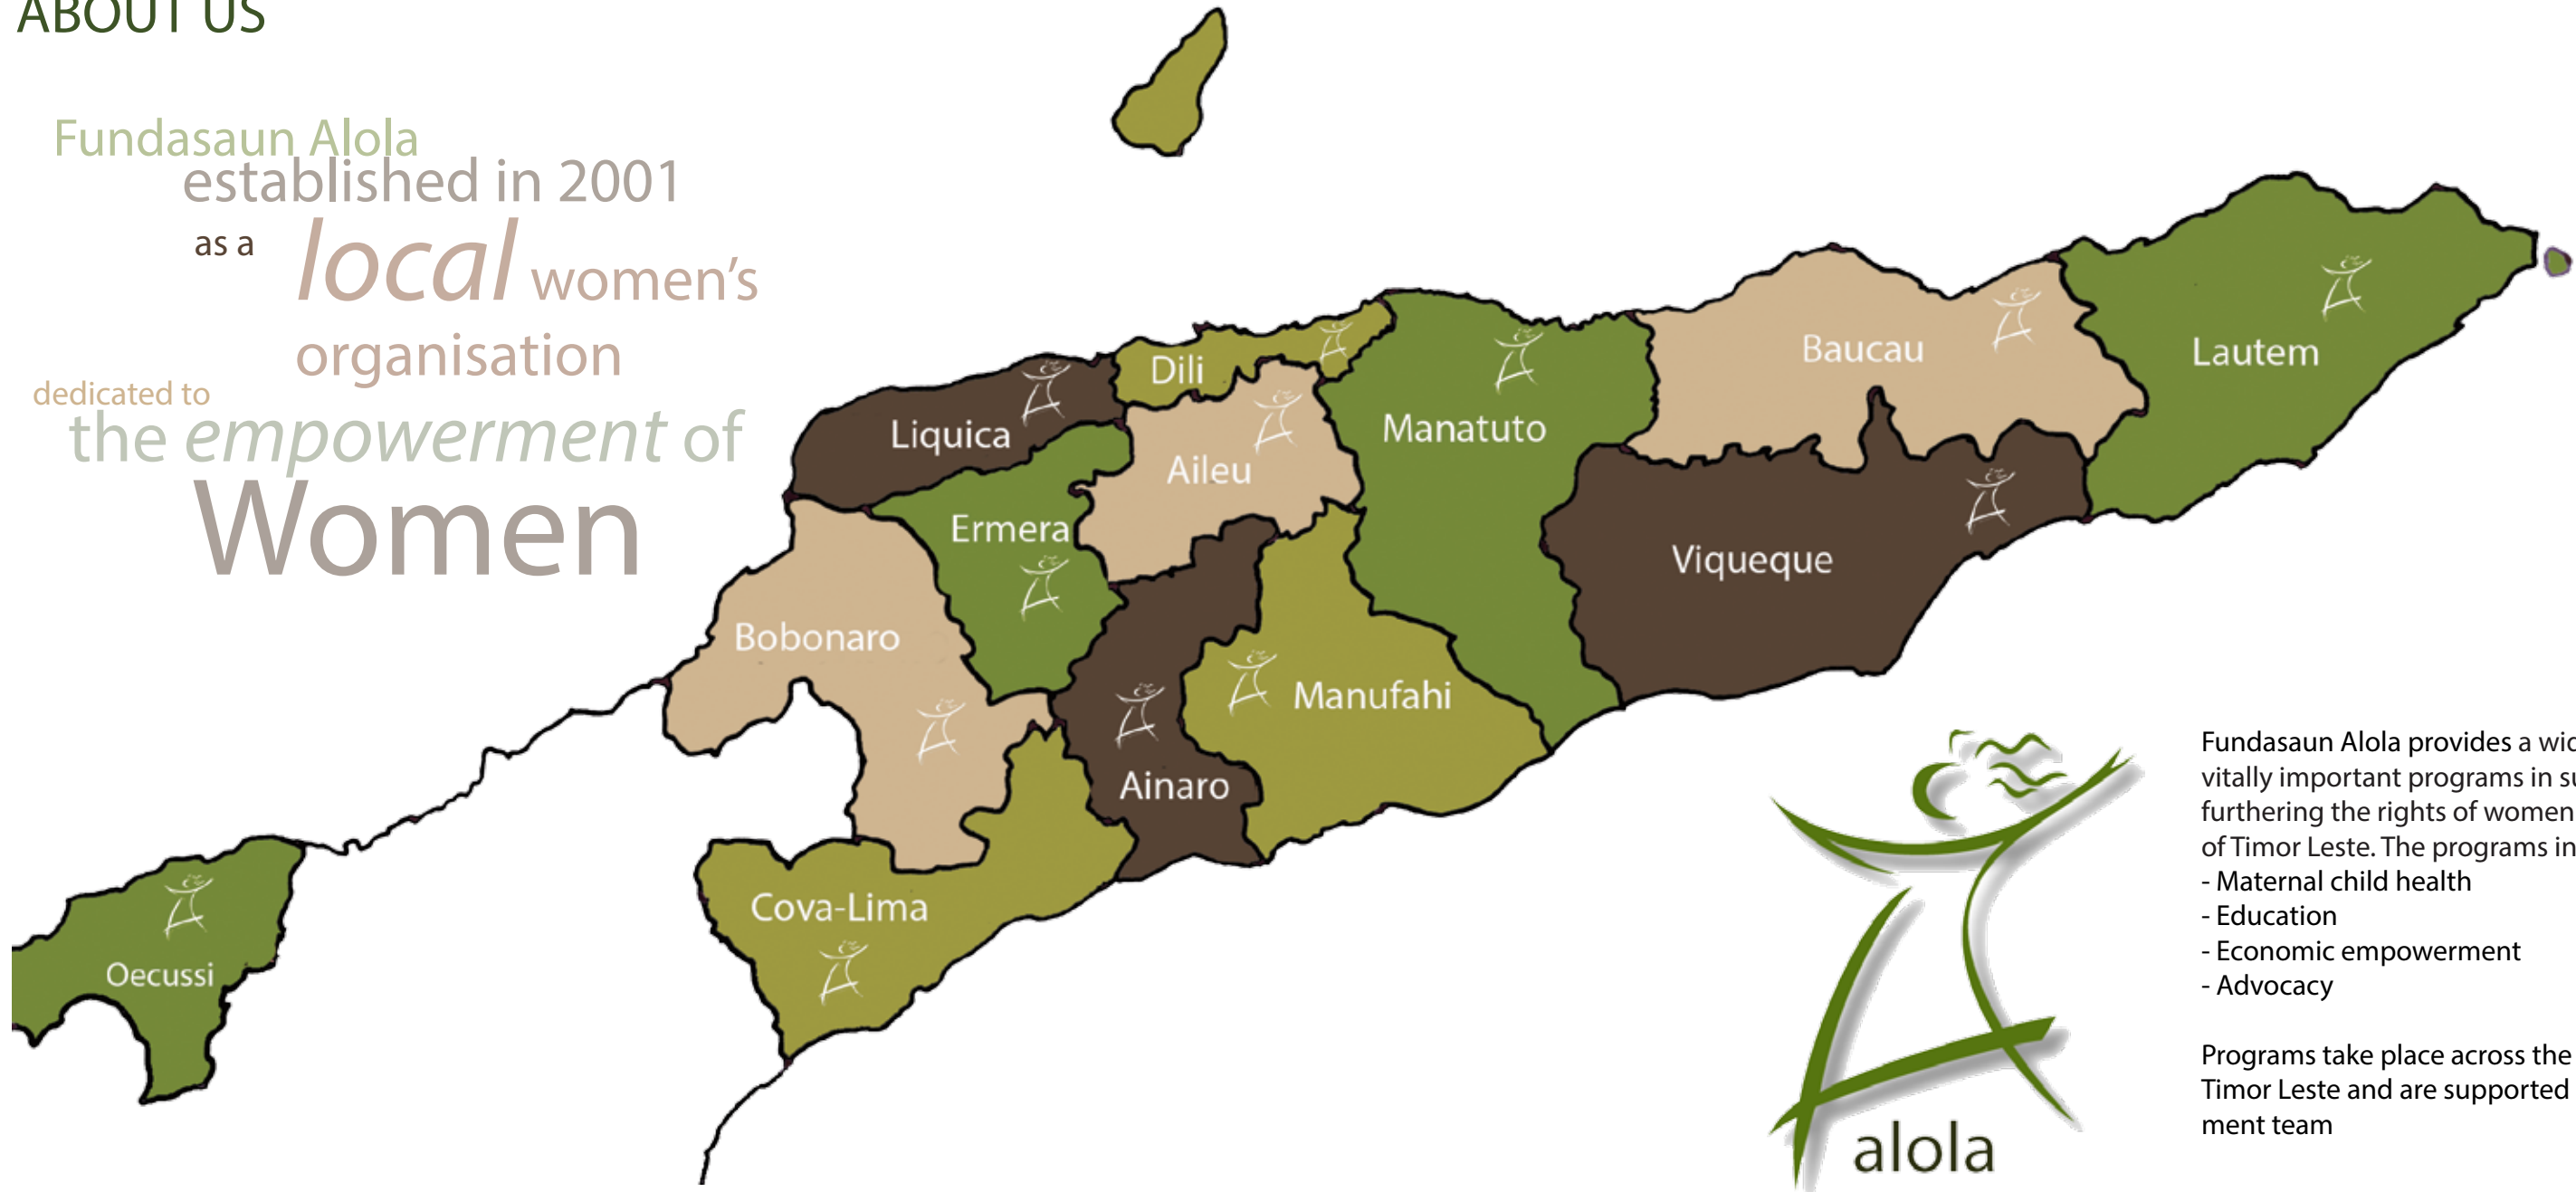 ABOUT US
Fundasaun Alola
established in 2001
as a local women's
organisation
dedicated to
the empowerment of
Women
Dili
Baucau
Lautem
Liquica
Manatuto
Aileu
Ermera
Viqueque
Bobonaro
Manufahi
Ainaro
Cova-Lima
Oecussi
alola
Fundasaun Alola provides a
vitally important programs in
furthering the rights of women
of Timor Leste. The programs
- Maternal child health
- Education
- Economic empowerment
- Advocacy
Programs take place across the
Timor Leste and are supported
ment team